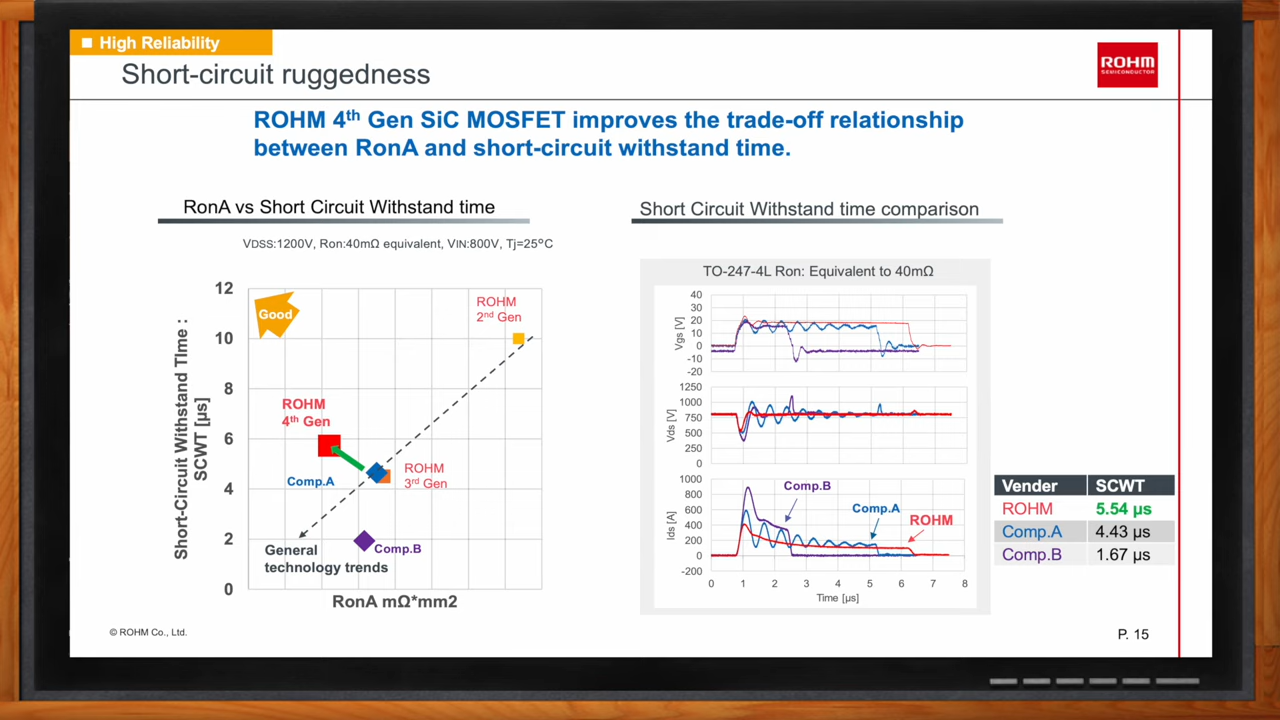 ■ High Reliability
Short-circuit ruggedness
ROHM
SEMICONDUCTOR
ROHM 4th Gen SiC MOSFET improves the trade-off relationship
between RonA and short-circuit withstand time.
RonA vs Short Circuit Withstand time
VDSS:1200V, Ron:40mΩ equivalent, VIN:800V, Tj=25°C
Short-Circuit Withstand TIme :
SCWT [μs]
12
10
8
6
4
2
0
Good
ROHM
2nd Gen
ROHM
4th Gen
Comp.A
ROHM
3rd Gen
Comp.B
General
technology trends
RonA mΩ*mm2
Short Circuit Withstand time comparison
TO-247-4L Ron: Equivalent to 40mΩ
Vgs [V]
40
30
20
10
0
-10
-20
Vds [V]
1250
1000
750
500
250
0
Ids [A]
1000
800
600
400
200
0
-200
Comp.B
Comp.A
ROHM
0 1 2 3 4 5 6 7 8
Time [μs]
Vender SCWT
ROHM 5.54 μs
Comp.A 4.43 μs
Comp.B 1.67 μs
© ROHM Co., Ltd.
P. 15